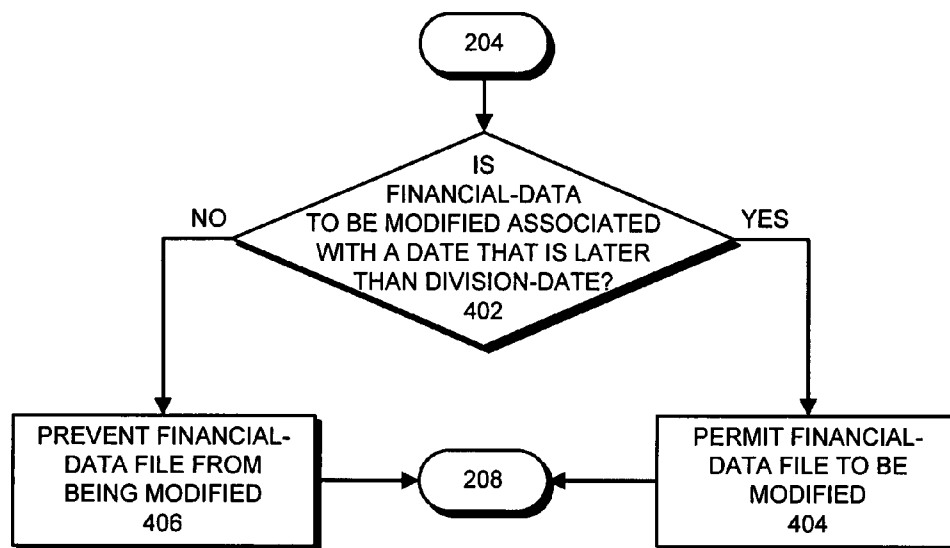 204
IS
FINANCIAL-DATA
TO BE MODIFIED ASSOCIATED
WITH A DATE THAT IS LATER
THAN DIVISION-DATE?
402
NO
YES
PREVENT FINANCIAL-
DATA FILE FROM
BEING MODIFIED
406
208
PERMIT FINANCIAL-
DATA FILE TO BE
MODIFIED
404